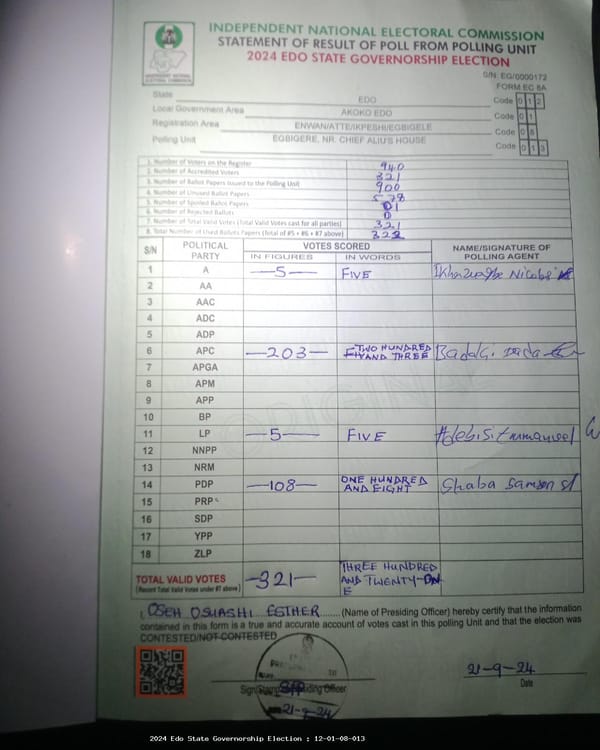 INDEPENDENT NATIONAL ELECTORAL COMMISSION
STATEMENT OF RESULT OF POLL FROM POLLING UNIT
2024 EDO STATE GOVERNORSHIP ELECTION
S/N: EG/0000172
FORM EC 8A
State EDO Code 0 1 2
Local Government Area AKOKO EDO Code 0 1
Registration Area ENWAN/ATTE/IKPESHI/EGBIGELE Code 0 8
Polling Unit EGBIGERE, NR. CHIEF ALIU'S HOUSE Code 0 1 3
1. Number of Voters on the Register 940
2. Number of Accredited Voters 321
3. Number of Ballot Papers Issued to the Polling Unit 900
4. Number of Unused Ballot Papers 578
5. Number of Spoiled Ballot Papers 01
6. Number of Rejected Ballots 0
7. Number of Total Valid Votes (Total Valid Votes cast for all parties) 321
8. Total Number of Used Ballot Papers (Total of #5 + #6 + #7 above) 322
S/N POLITICAL PARTY VOTES SCORED NAME/SIGNATURE OF POLLING AGENT
IN FIGURES IN WORDS
1 A —5— FIVE Nicolas
2 AA
3 AAC
4 ADC
5 ADP
6 APC —203— TWO HUNDRED AND THREE Dada
7 APGA
8 APM
9 APP
10 BP
11 LP —5— FIVE Adebisi Emmanuel
12 NNPP
13 NRM
14 PDP —108— ONE HUNDRED AND EIGHT Shaba Samson
15 PRP
16 SDP
17 YPP
18 ZLP
TOTAL VALID VOTES —321— THREE HUNDRED AND TWENTY-ONE
(Record Total Valid Votes under #7 above)
I, OSEH OSUASHI ESTHER (Name of Presiding Officer) hereby certify that the information
contained in this form is a true and accurate account of votes cast in this polling Unit and that the election was
CONTESTED/NOT CONTESTED
21-9-24
Sign/Stamp Presiding Officer Date
21-9-24
2024 Edo State Governorship Election : 12-01-08-013